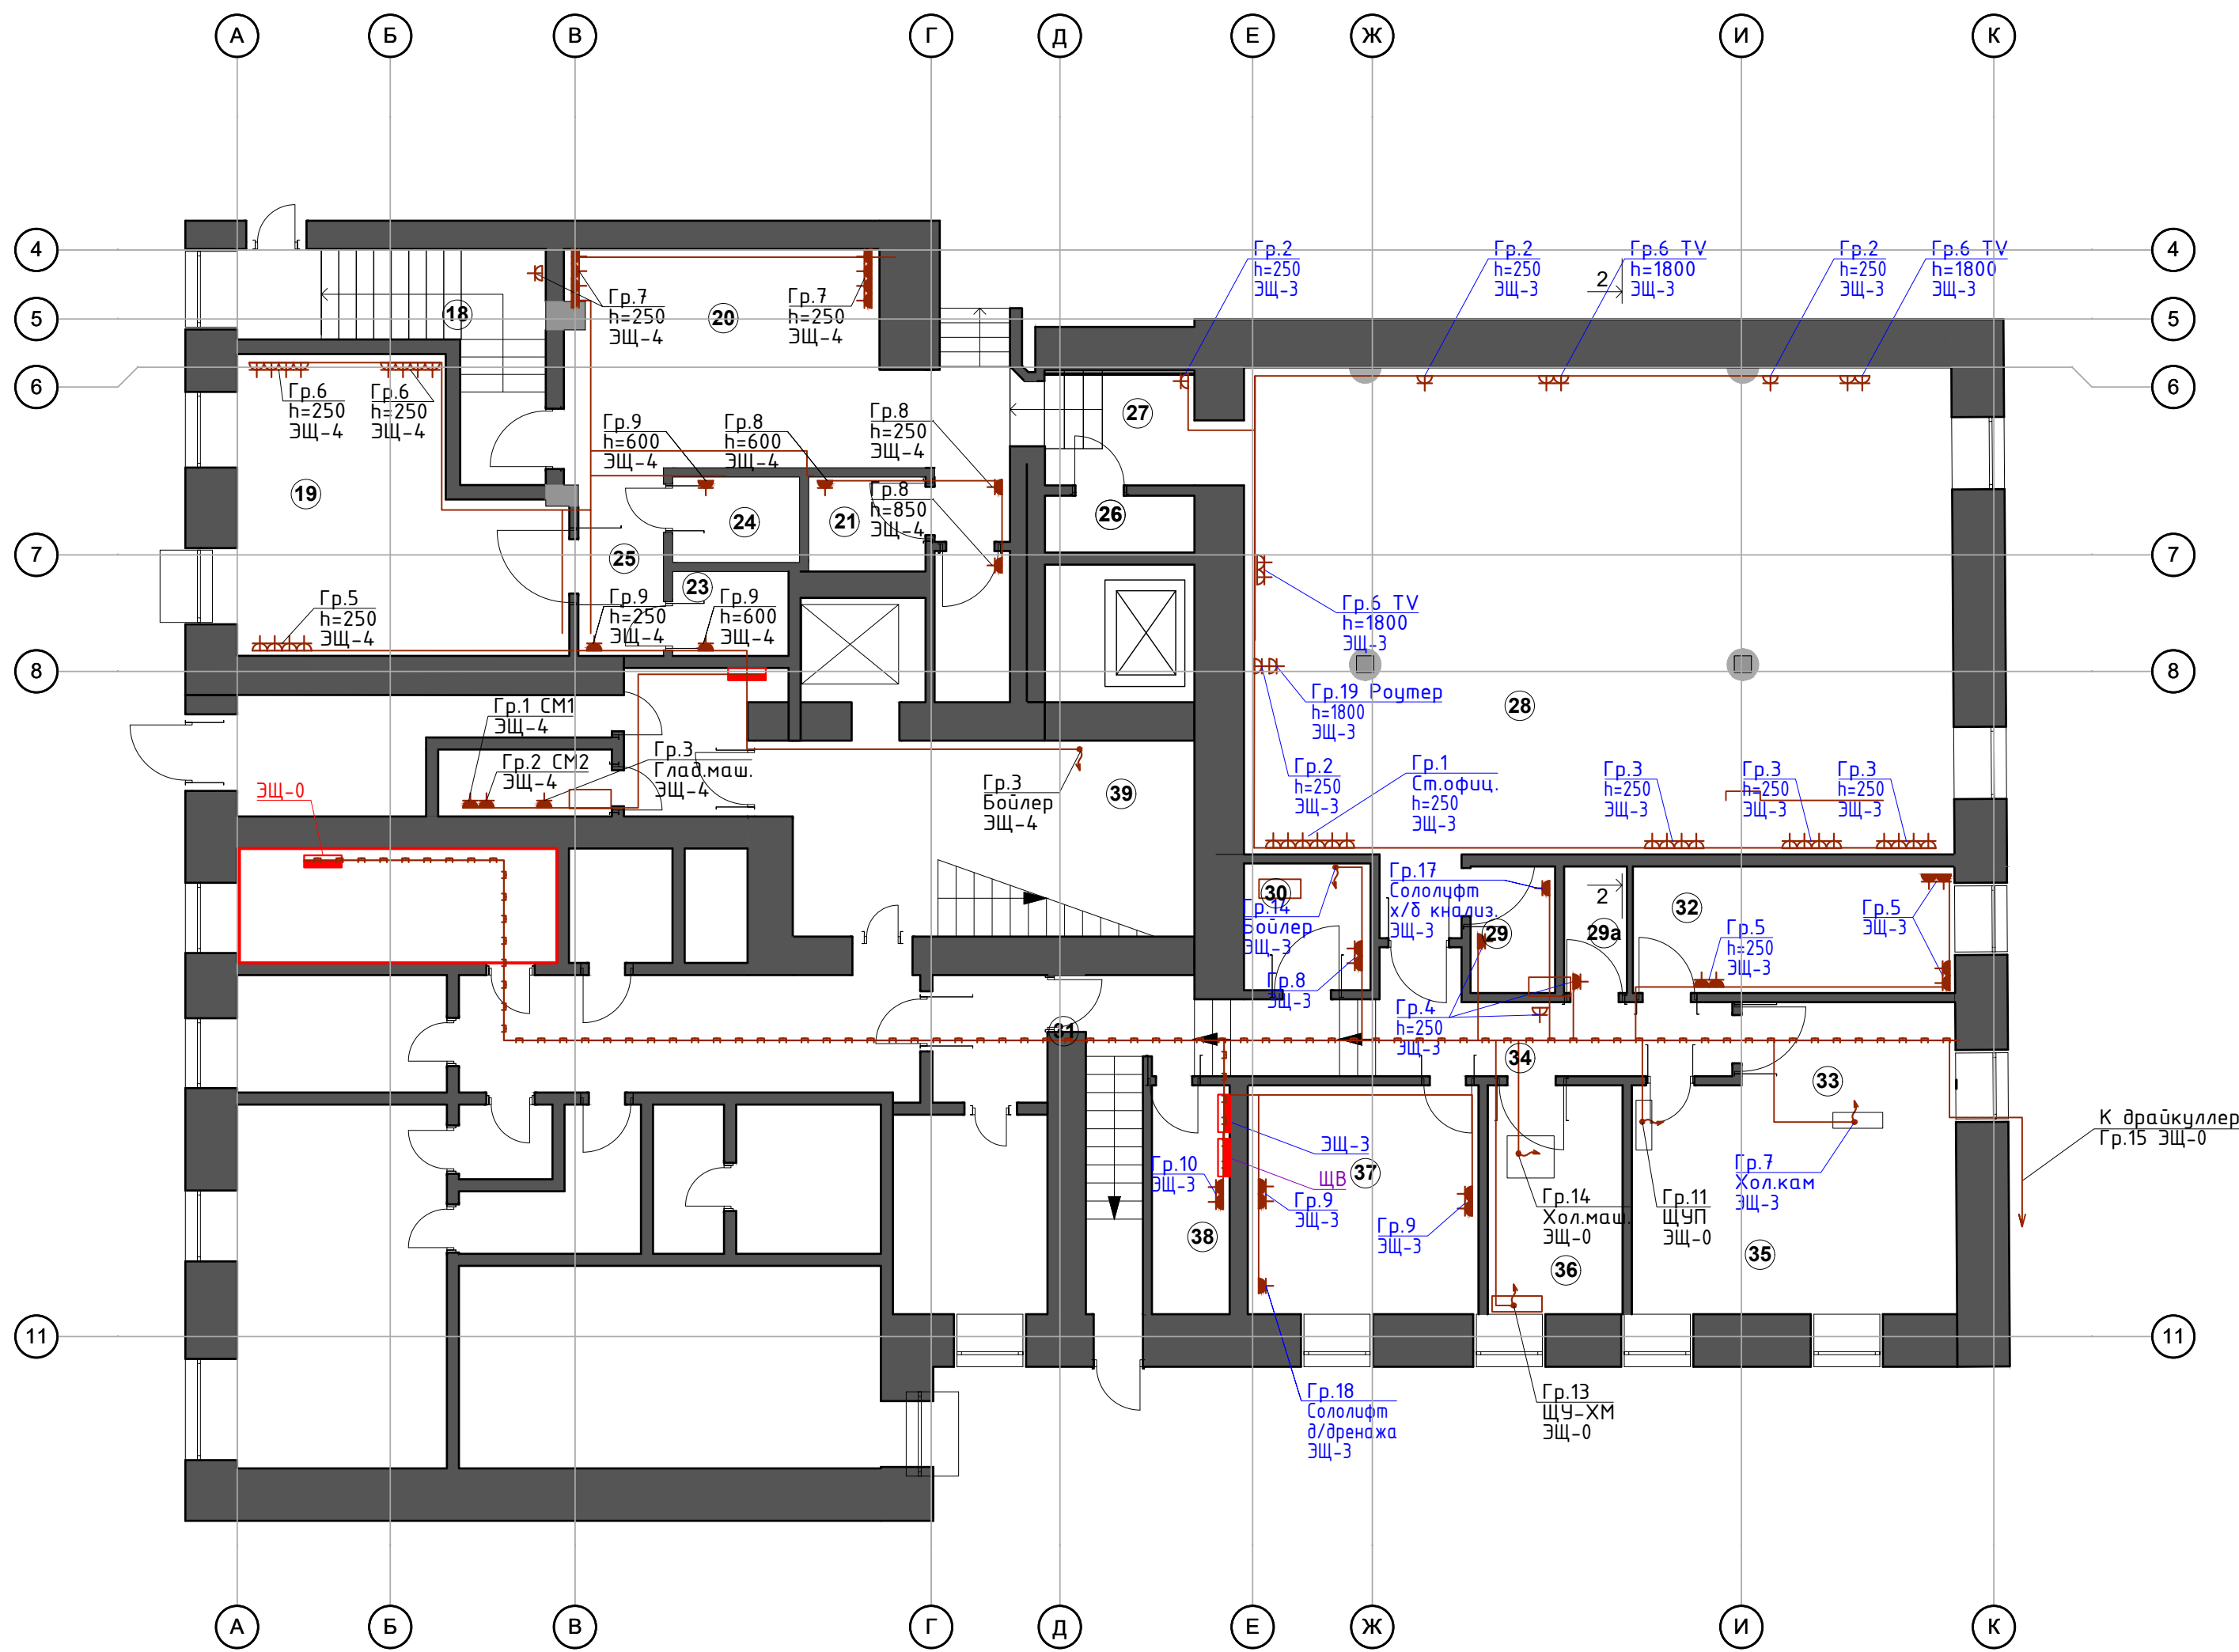 А Б В Г Д Е Ж И К
4 4
5 5
6 6
7 7
8 8
11 11
Гр.2
h=250
ЭЩ-3
Гр.2
h=250
ЭЩ-3
2
Гр.6 TV
h=1800
ЭЩ-3
Гр.2
h=250
ЭЩ-3
Гр.6 TV
h=1800
ЭЩ-3
18
Гр.7
h=250
ЭЩ-4
20
Гр.7
h=250
ЭЩ-4
Гр.6
h=250
ЭЩ-4
Гр.6
h=250
ЭЩ-4
Гр.9
h=600
ЭЩ-4
Гр.8
h=600
ЭЩ-4
Гр.8
h=250
ЭЩ-4
27
19
Гр.8
h=850
ЭЩ-4
24
21
26
25
23
Гр.5
h=250
ЭЩ-4
Гр.9
h=250
ЭЩ-4
Гр.9
h=600
ЭЩ-4
Гр.6 TV
h=1800
ЭЩ-3
Гр.19 Роутер
h=1800
ЭЩ-3
28
Гр.1 СМ1
ЭЩ-4
Гр.2 СМ2
ЭЩ-4
Гр.3
Глад.маш.
ЭЩ-4
ЭЩ-0
Гр.3
Бойлер
ЭЩ-4
39
Гр.2
h=250
ЭЩ-3
Гр.1
Ст.офиц.
h=250
ЭЩ-3
Гр.3
h=250
ЭЩ-3
Гр.3
h=250
ЭЩ-3
Гр.3
h=250
ЭЩ-3
30
Гр.14
Бойлер
ЭЩ-3
Гр.17
Сололифт
х/б кнализ.
ЭЩ-3
2
29
29а
32
Гр.5
h=250
ЭЩ-3
Гр.5
ЭЩ-3
Гр.8
ЭЩ-3
Гр.4
h=250
ЭЩ-3
31
34
33
ЭЩ-3
ЩВ
37
Гр.10
ЭЩ-3
Гр.9
ЭЩ-3
Гр.9
ЭЩ-3
38
Гр.14
Хол.маш.
ЭЩ-0
Гр.11
ЩУП
ЭЩ-0
Гр.7
Хол.кам
ЭЩ-3
К драйкуллер
Гр.15 ЭЩ-0
36
35
Гр.18
Сололифт
д/дренажа
ЭЩ-3
Гр.13
ЩУ-ХМ
ЭЩ-0
А Б В Г Д Е Ж И К